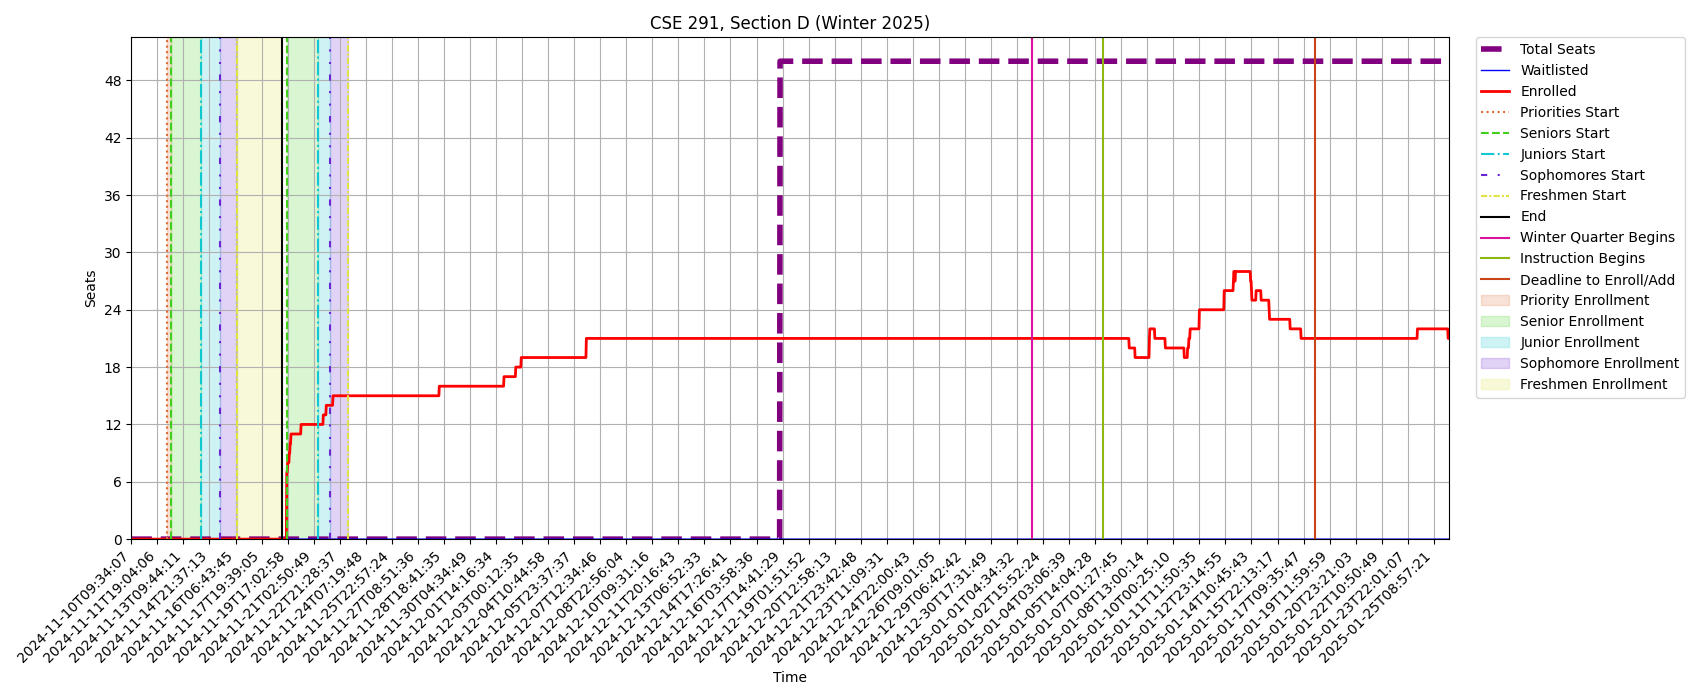 CSE 291, Section D (Winter 2025)
Seats
48
42
36
30
24
18
12
6
0
2024-11-10T09:34:07
2024-11-11T19:04:06
2024-11-13T09:44:11
2024-11-14T21:37:13
2024-11-16T06:43:45
2024-11-17T19:39:05
2024-11-19T17:02:58
2024-11-21T02:50:49
2024-11-22T21:28:37
2024-11-24T07:19:48
2024-11-25T22:57:24
2024-11-27T08:51:36
2024-11-28T18:41:35
2024-11-30T04:34:49
2024-12-01T14:16:34
2024-12-03T00:12:35
2024-12-04T10:44:58
2024-12-05T23:37:37
2024-12-07T12:34:46
2024-12-08T22:56:04
2024-12-10T09:31:16
2024-12-11T20:16:43
2024-12-13T06:52:33
2024-12-14T17:26:41
2024-12-16T03:58:36
2024-12-17T14:41:29
2024-12-19T01:51:52
2024-12-20T12:58:13
2024-12-21T23:42:48
2024-12-23T11:09:31
2024-12-24T22:00:43
2024-12-26T09:01:05
2024-12-29T06:42:42
2024-12-30T17:31:49
2025-01-01T04:34:32
2025-01-02T15:52:24
2025-01-04T03:06:39
2025-01-05T14:04:28
2025-01-07T01:27:45
2025-01-08T13:00:14
2025-01-10T00:25:10
2025-01-11T11:50:35
2025-01-12T23:14:55
2025-01-14T10:45:43
2025-01-15T22:13:17
2025-01-17T09:35:47
2025-01-19T11:59:59
2025-01-20T23:21:03
2025-01-22T10:50:49
2025-01-23T22:01:07
2025-01-25T08:57:21
Time
Total Seats
Waitlisted
Enrolled
Priorities Start
Seniors Start
Juniors Start
Sophomores Start
Freshmen Start
End
Winter Quarter Begins
Instruction Begins
Deadline to Enroll/Add
Priority Enrollment
Senior Enrollment
Junior Enrollment
Sophomore Enrollment
Freshmen Enrollment